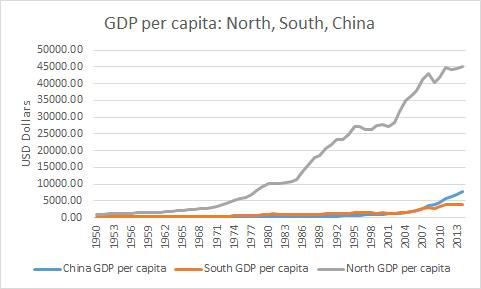 GDP per capita: North, South, China
USD Dollars
50000.00
45000.00
40000.00
35000.00
30000.00
25000.00
20000.00
15000.00
10000.00
5000.00
0.00
1950 1953 1956 1959 1962 1965 1968 1971 1974 1977 1980 1983 1986 1989 1992 1995 1998 2001 2004 2007 2010 2013
China GDP per capita South GDP per capita North GDP per capita